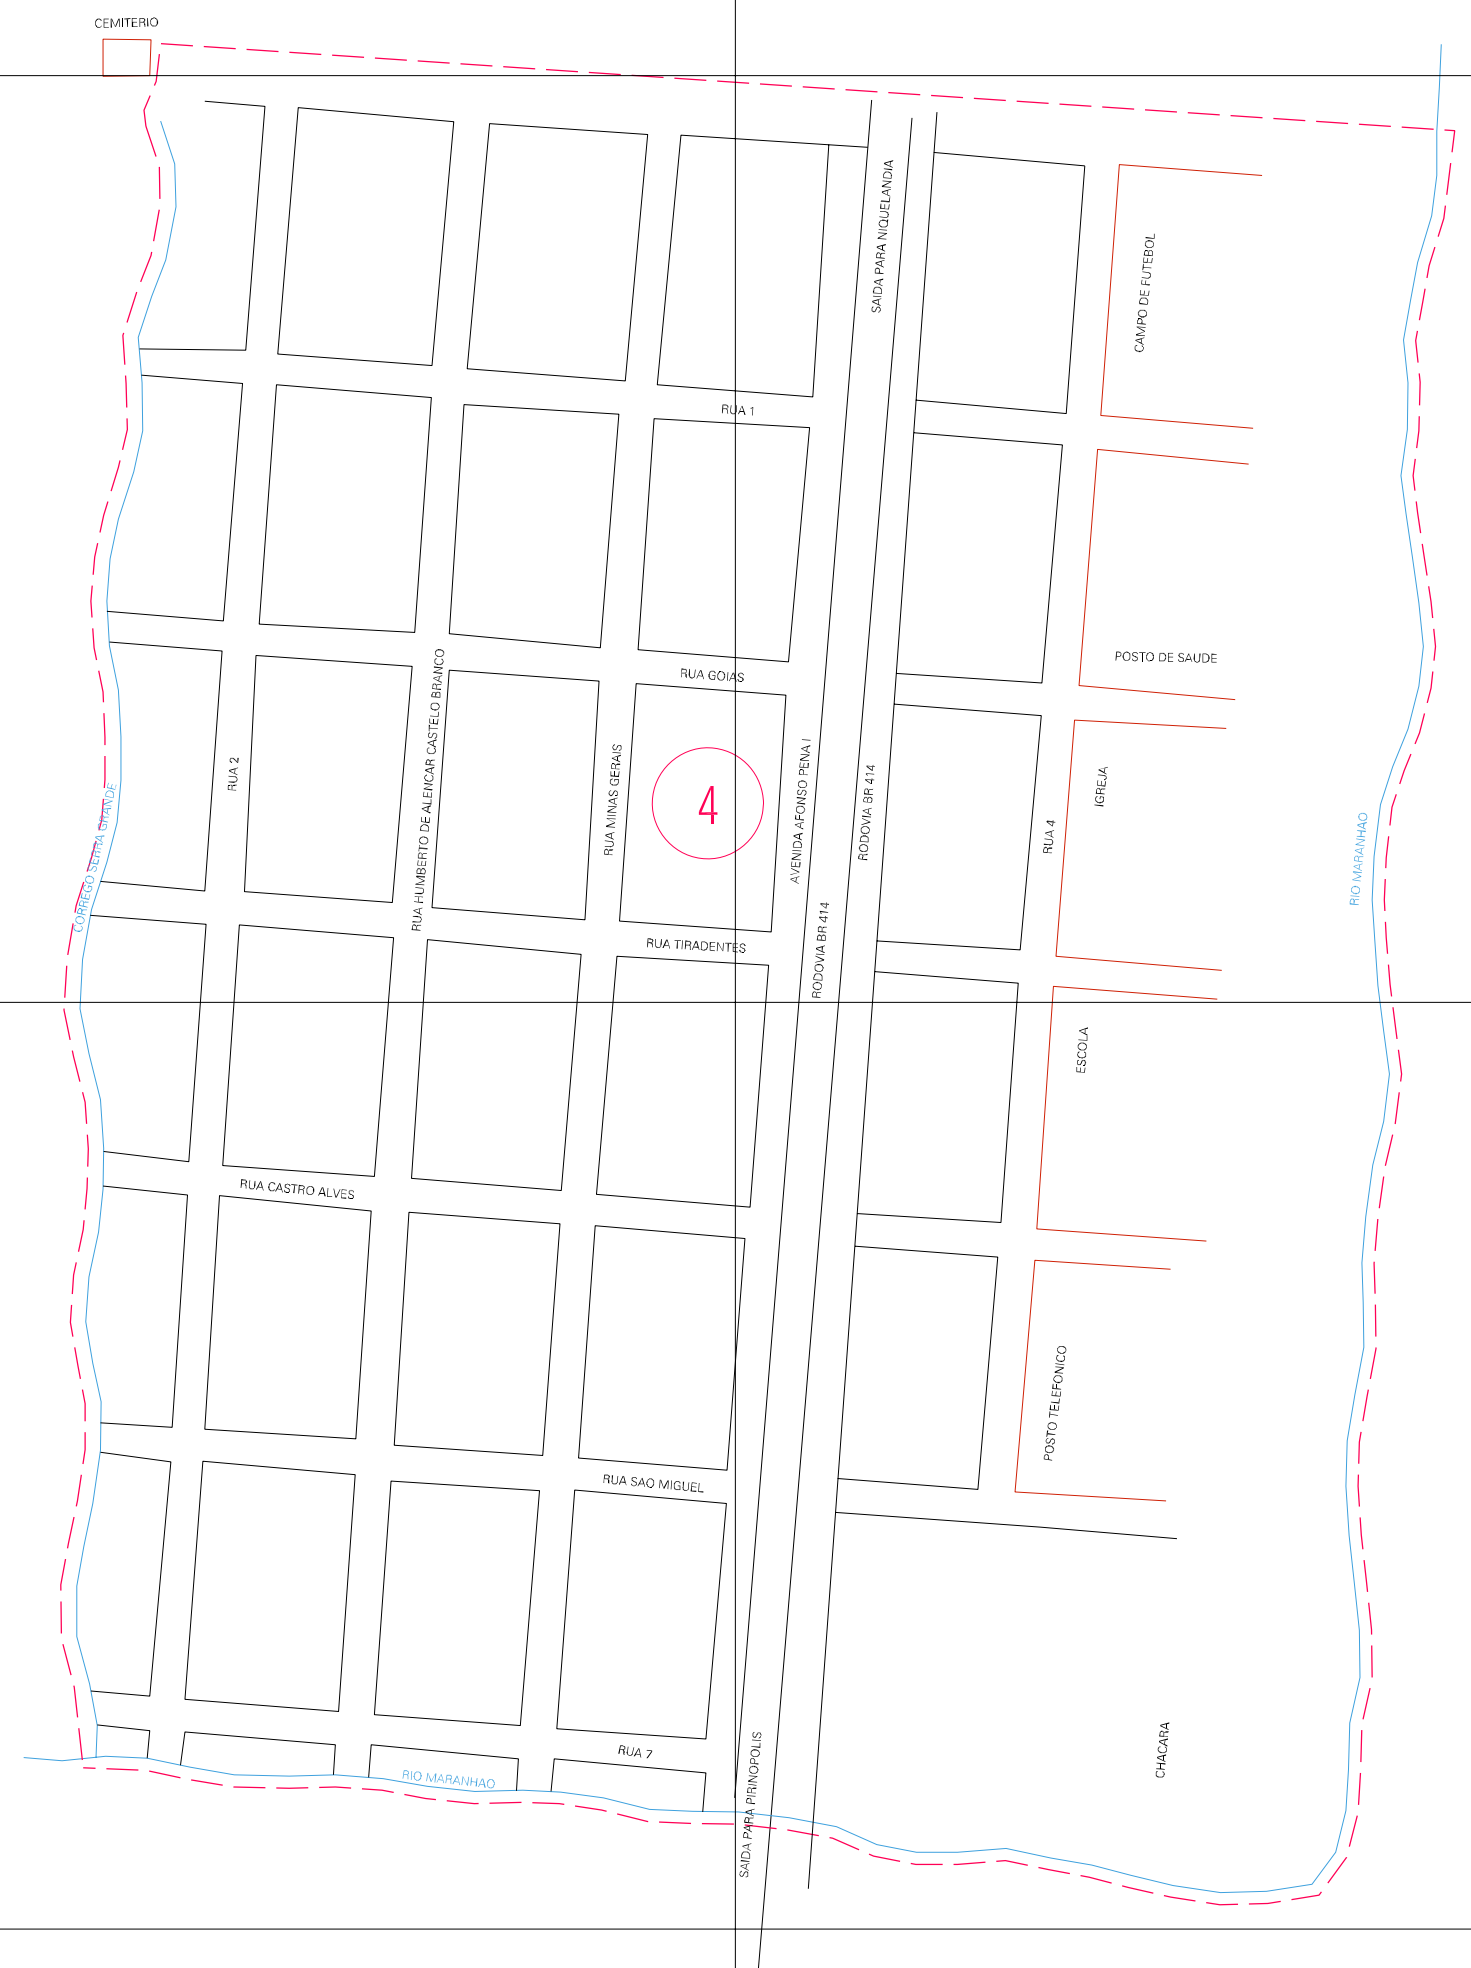 CEMITERIO
SAIDA PARA NIQUELANDIA
CAMPO DE FUTEBOL
RUA 1
POSTO DE SAUDE
RUA GOIAS
RUA 2
RUA HUMBERTO DE ALENCAR CASTELO BRANCO
RUA MINAS GERAIS
4
AVENIDA AFONSO PENA I
RODOVIA BR 414
RUA 4
IGREJA
RIO MARANHAO
CORREGO SERRA GRANDE
RUA TIRADENTES
RODOVIA BR 414
ESCOLA
RUA CASTRO ALVES
POSTO TELEFONICO
RUA SAO MIGUEL
RUA 7
RIO MARANHAO
SAIDA PARA PIRINOPOLIS
CHACARA